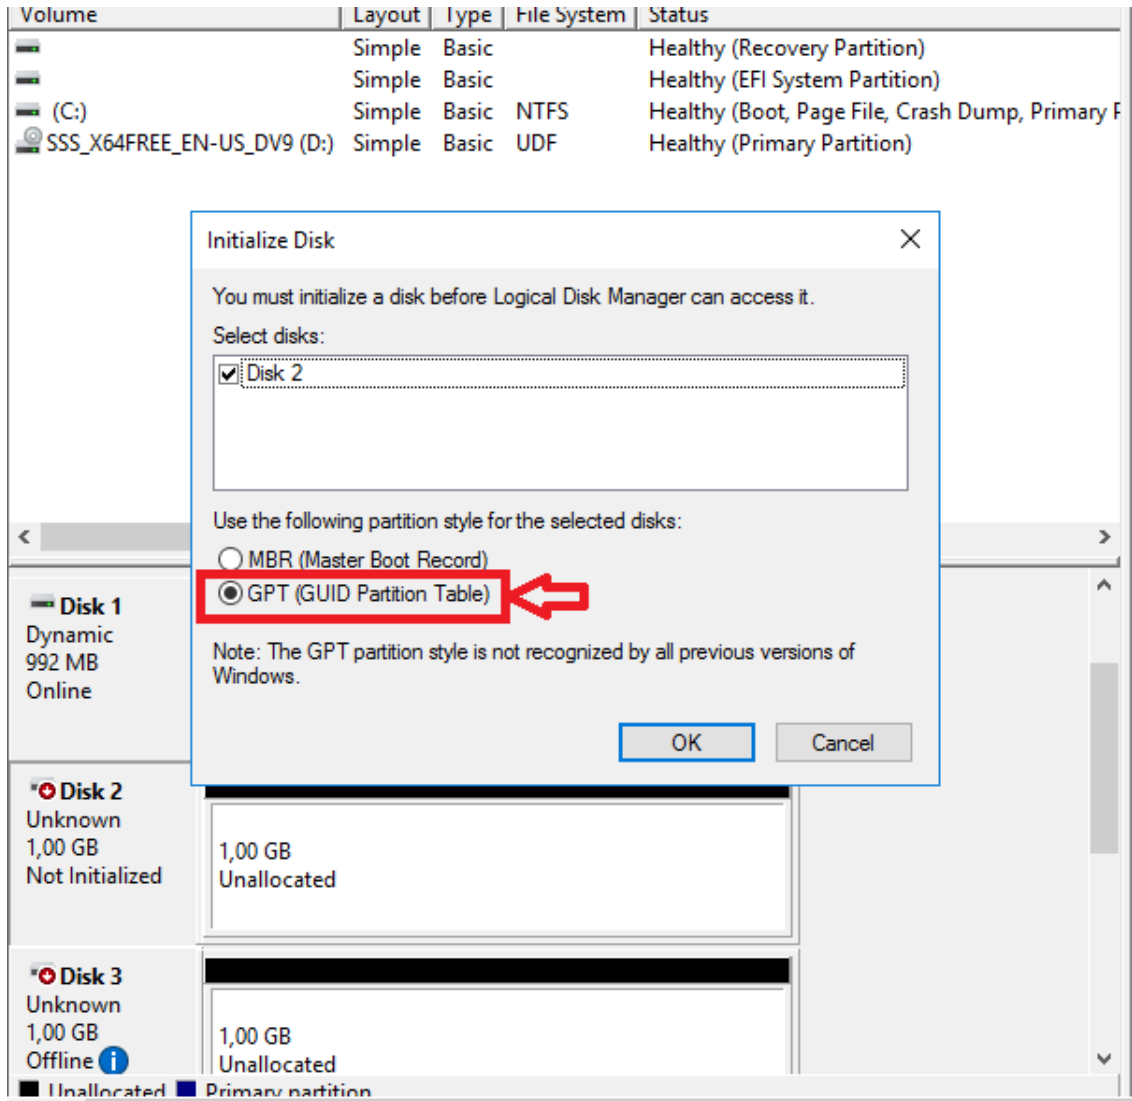 Volume Layout Type File System Status
Simple Basic Healthy (Recovery Partition)
Simple Basic Healthy (EFI System Partition)
(C:) Simple Basic NTFS Healthy (Boot, Page File, Crash Dump, Primary P
SSS_X64FREE_EN-US_DV9 (D:) Simple Basic UDF Healthy (Primary Partition)
Initialize Disk
You must initialize a disk before Logical Disk Manager can access it.
Select disks:
Disk 2
Use the following partition style for the selected disks:
MBR (Master Boot Record)
GPT (GUID Partition Table)
Note: The GPT partition style is not recognized by all previous versions of
Windows.
OK Cancel
Disk 1
Dynamic
992 MB
Online
Disk 2
Unknown
1,00 GB
Not Initialized
1,00 GB
Unallocated
Disk 3
Unknown
1,00 GB
Offline
1,00 GB
Unallocated
Unallocated Primary partition